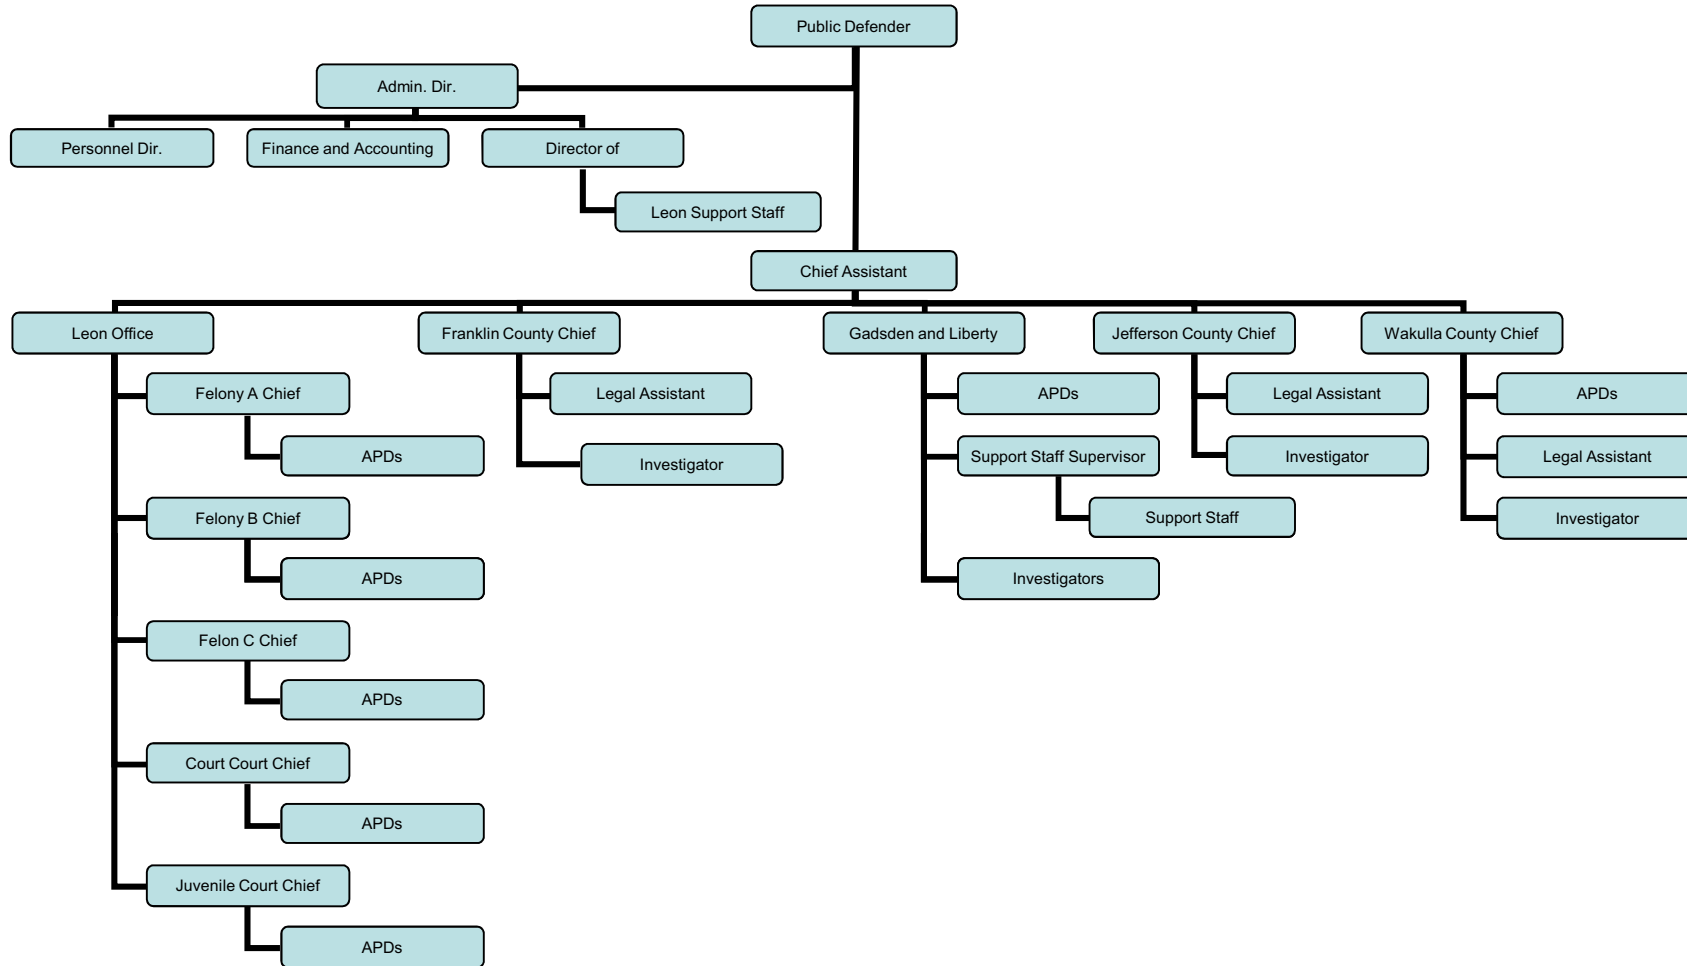 Public Defender
Admin. Dir.
Personnel Dir.
Finance and Accounting
Director of
Leon Support Staff
Chief Assistant
Leon Office
Franklin County Chief
Gadsden and Liberty
Jefferson County Chief
Wakulla County Chief
Felony A Chief
Legal Assistant
APDs
Legal Assistant
APDs
APDs
Investigator
Support Staff Supervisor
Investigator
Legal Assistant
Felony B Chief
Support Staff
Investigator
APDs
Investigators
Felon C Chief
APDs
Court Court Chief
APDs
Juvenile Court Chief
APDs